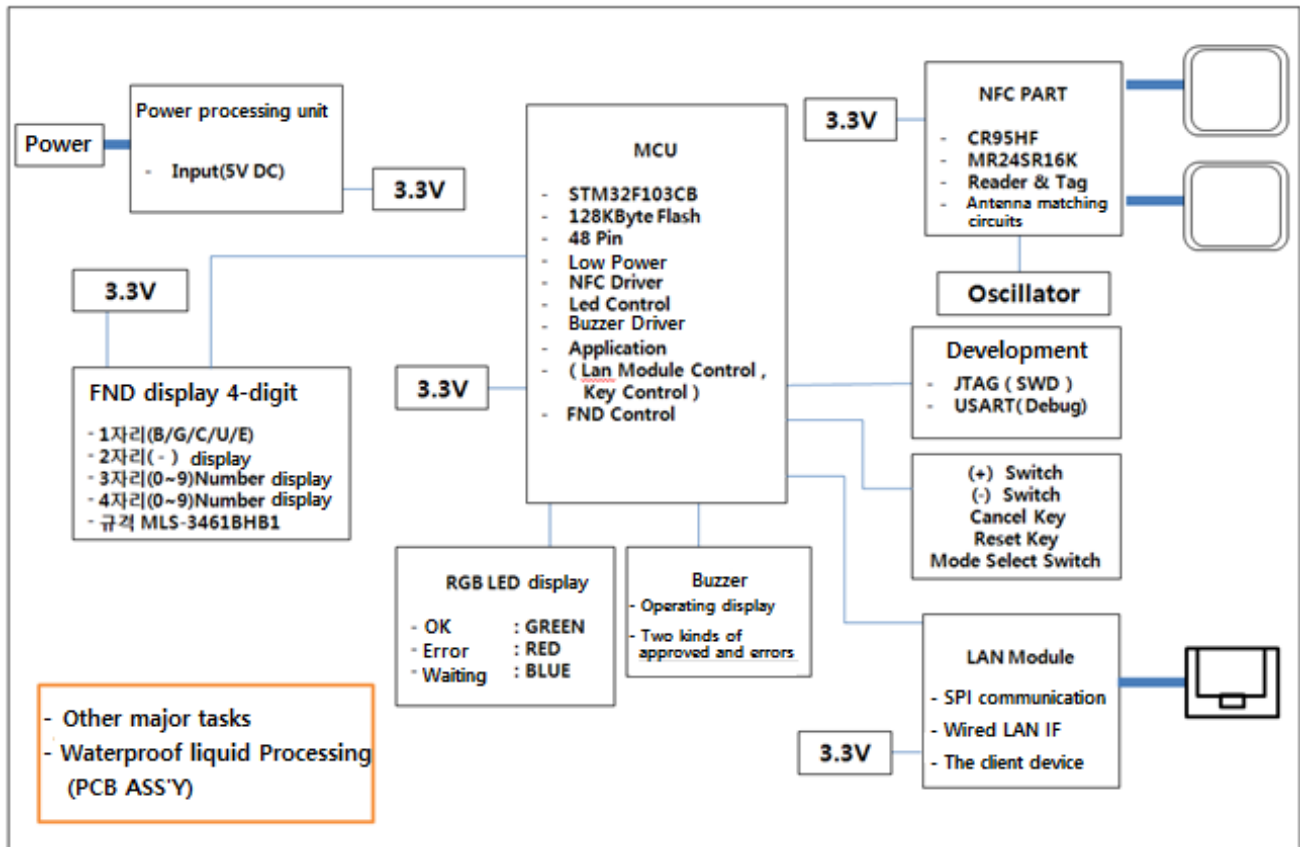 Power
Power processing unit
- Input(5V DC)
3.3V
3.3V
FND display 4-digit
- 1자리(B/G/C/U/E)
- 2자리( - ) display
- 3자리(0~9)Number display
- 4자리(0~9)Number display
- 규격 MLS-3461BHB1
MCU
- STM32F103CB
- 128KByte Flash
- 48 Pin
- Low Power
- NFC Driver
- Led Control
- Buzzer Driver
- Application
- ( Lan Module Control ,
Key Control )
- FND Control
3.3V
RGB LED display
- OK : GREEN
- Error : RED
- Waiting : BLUE
Buzzer
- Operating display
- Two kinds of
approved and errors
3.3V
NFC PART
- CR95HF
- MR24SR16K
- Reader & Tag
- Antenna matching
circuits
Oscillator
Development
- JTAG ( SWD )
- USART(Debug)
(+) Switch
(-) Switch
Cancel Key
Reset Key
Mode Select Switch
LAN Module
- SPI communication
- Wired LAN IF
- The client device
3.3V
- Other major tasks
- Waterproof liquid Processing
(PCB ASS'Y)